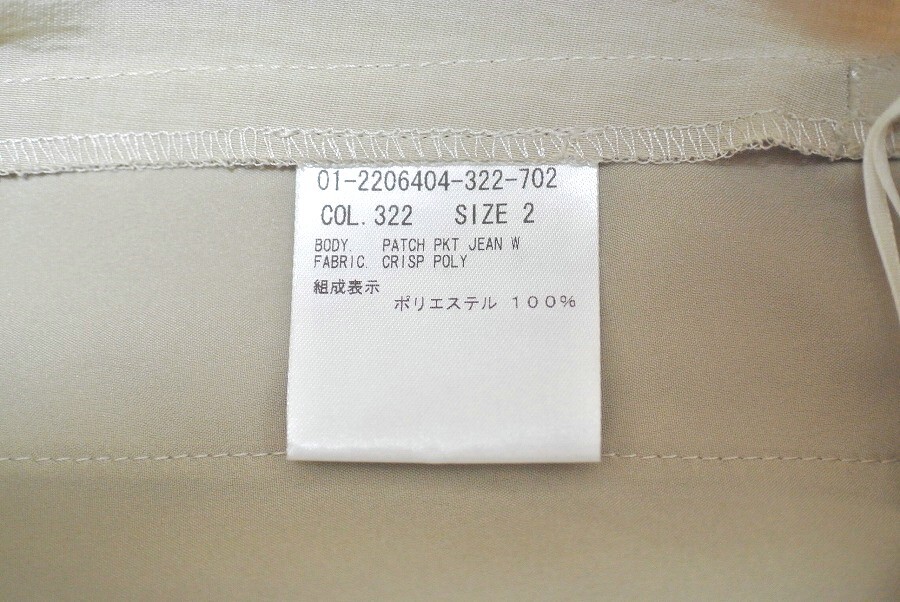 01-2206404-322-702
COL. 322 SIZE 2
BODY. PATCH PKT JEAN W
FABRIC. CRISP POLY
組成表示
ポリエステル 100%